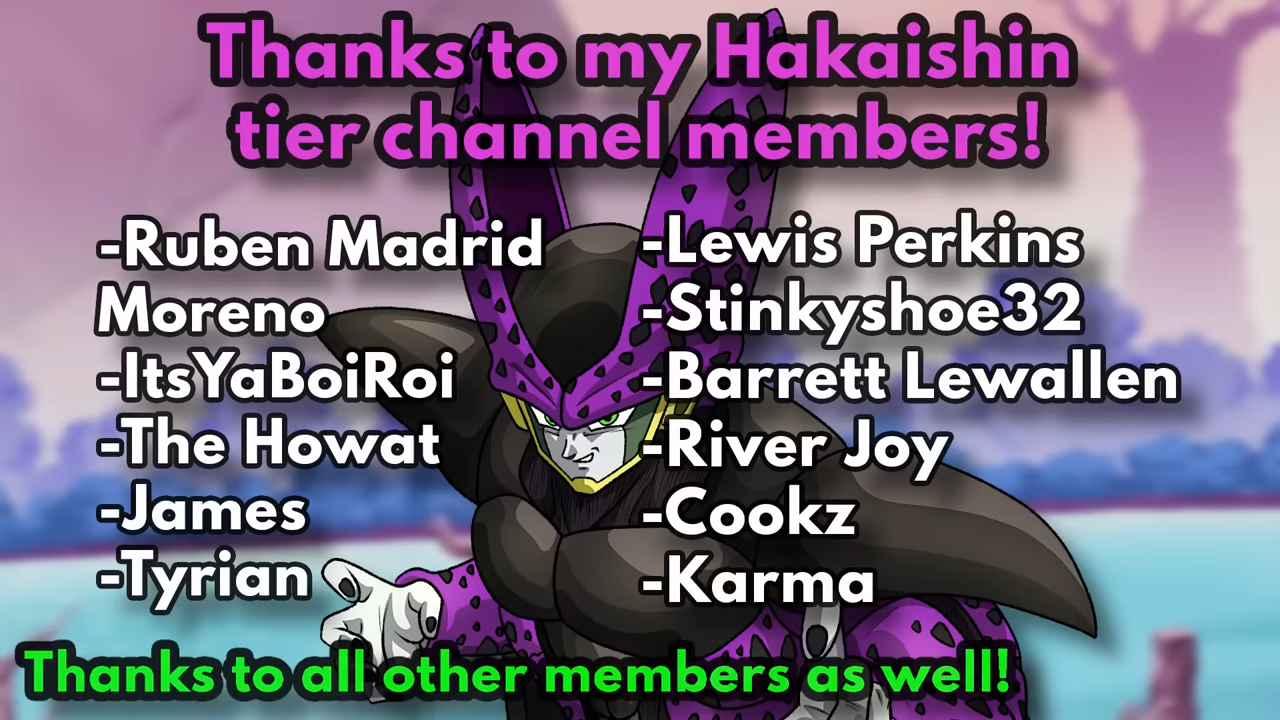 Thanks to my Hakaishin
tier channel members!
-Ruben Madrid
Moreno
-ItsYaBoiRoi
-The Howat
-James
-Tyrian
-Lewis Perkins
-Stinkyshoe32
-Barrett Lewallen
-River Joy
-Cookz
-Karma
Thanks to all other members as well!